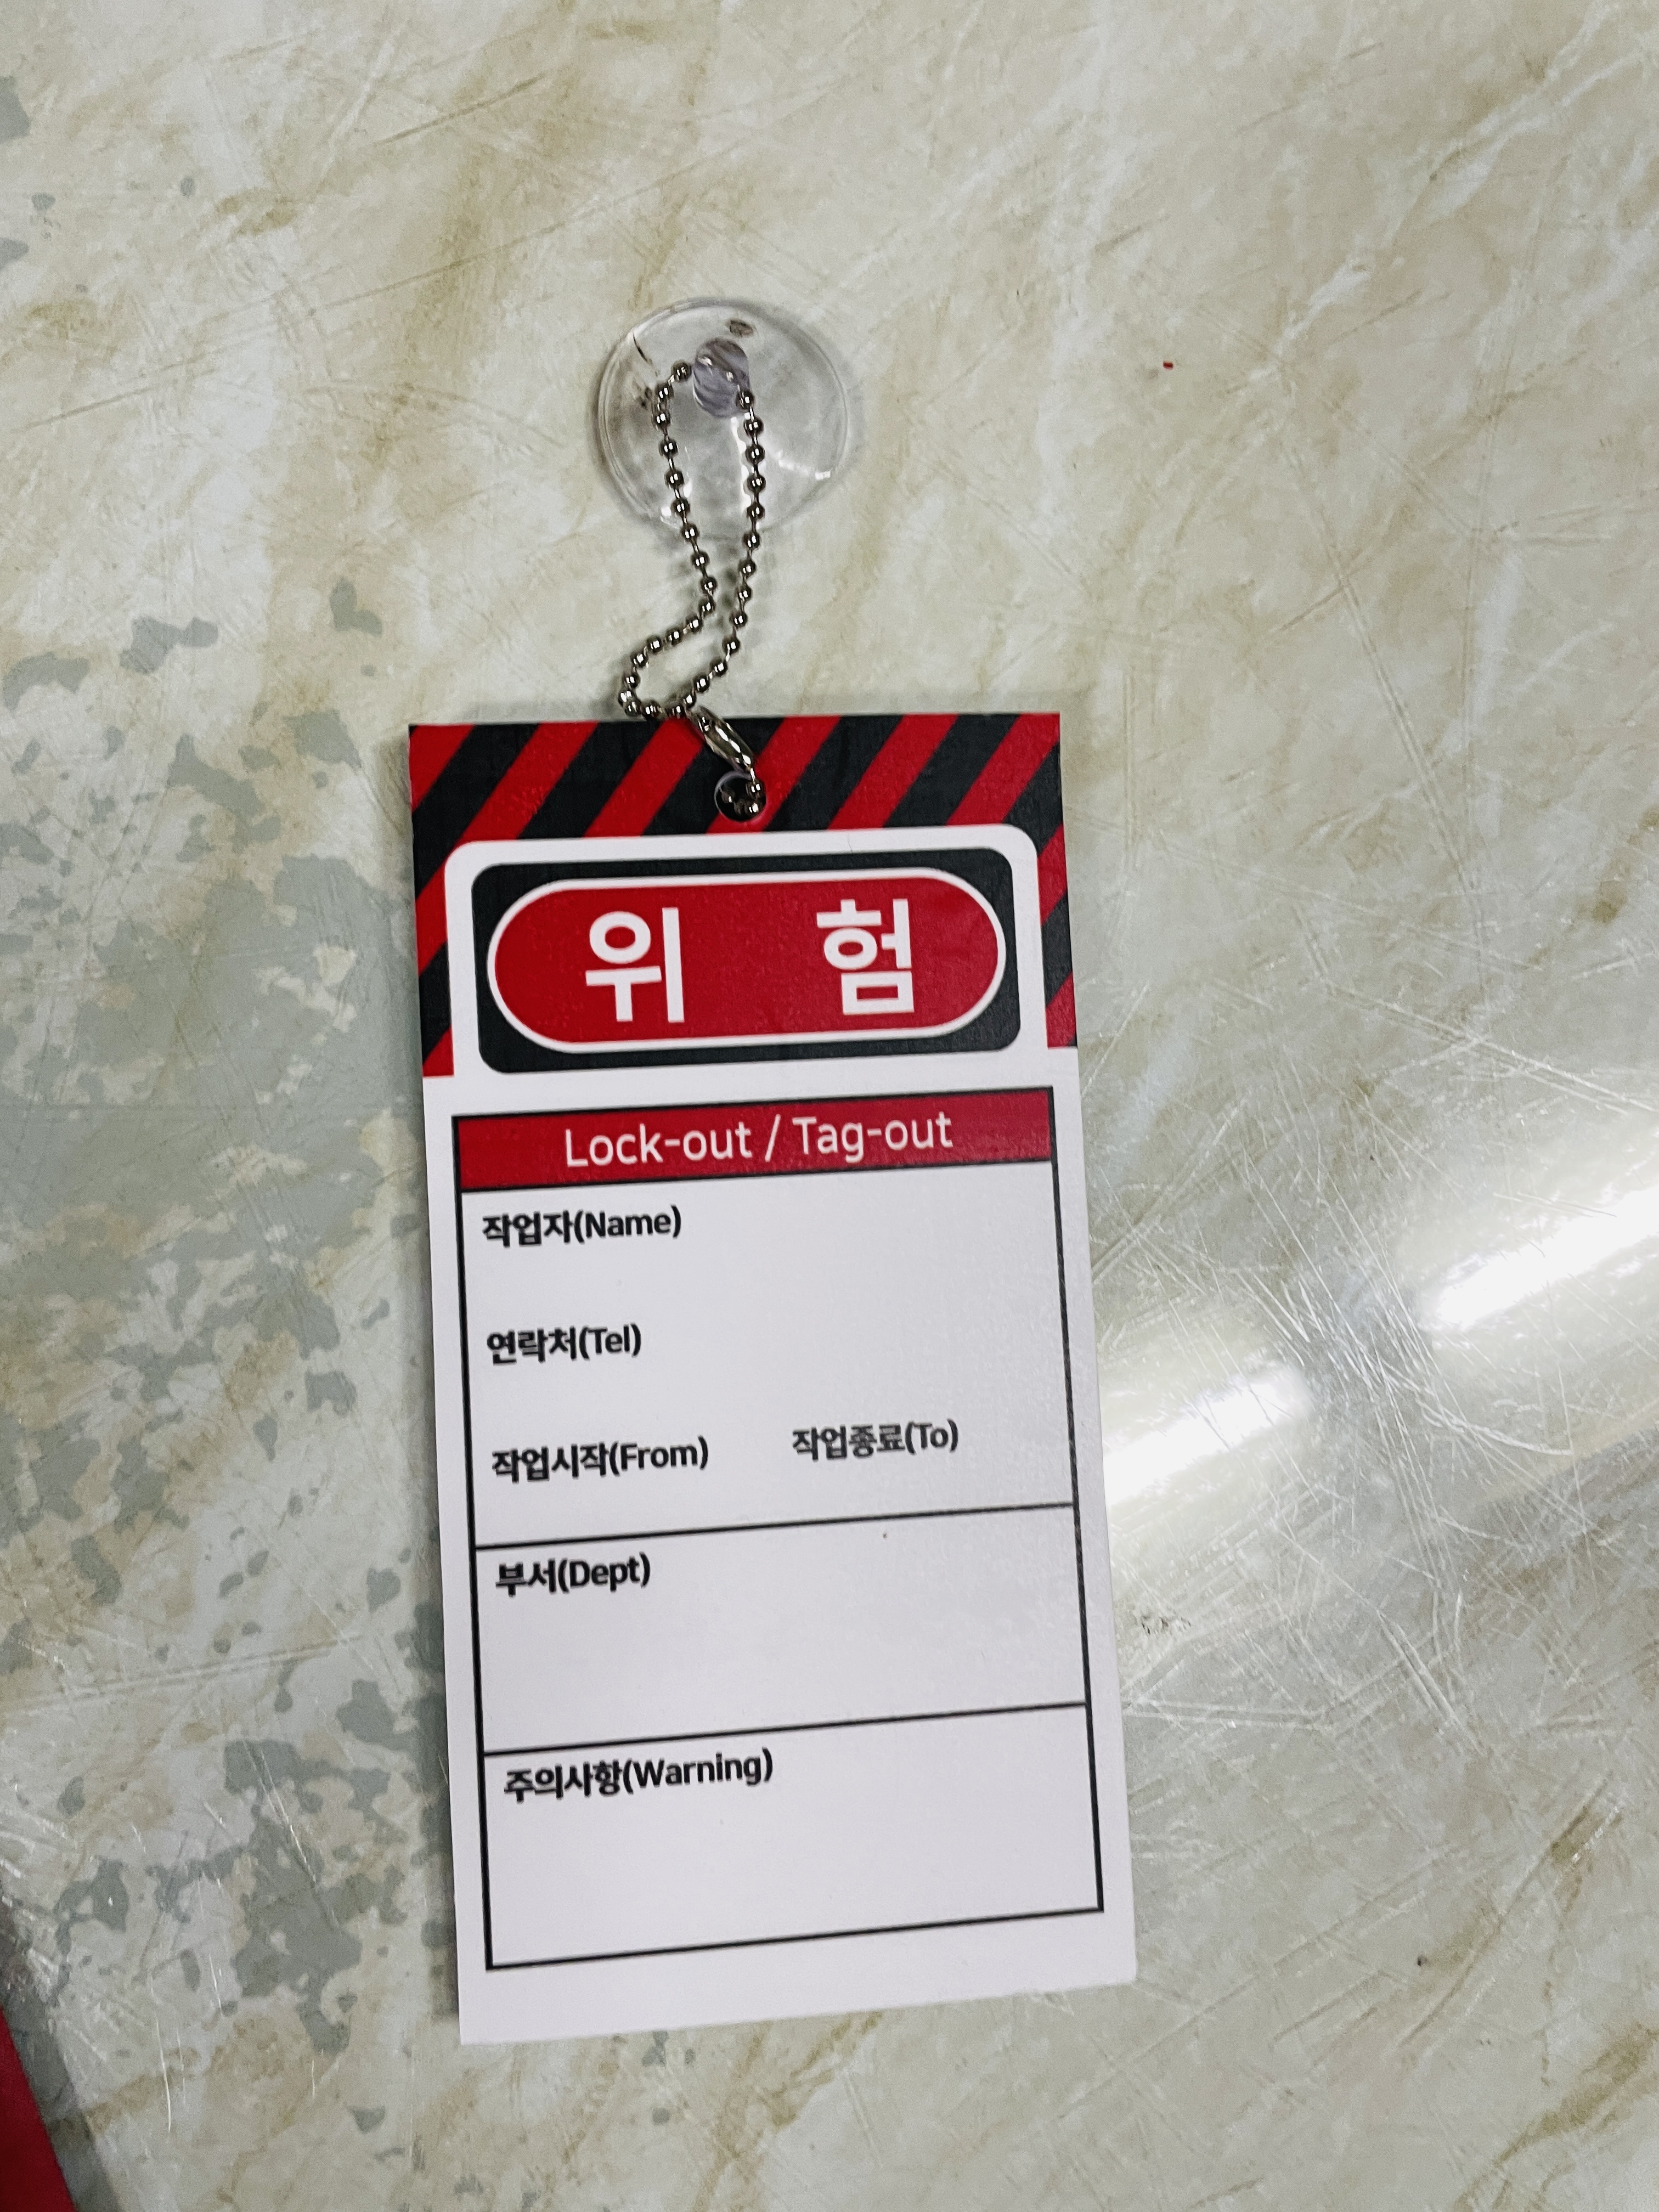 위 험
Lock-out / Tag-out
작업자(Name)
연락처(Tel)
작업시작(From) 작업종료(To)
부서(Dept)
주의사항(Warning)